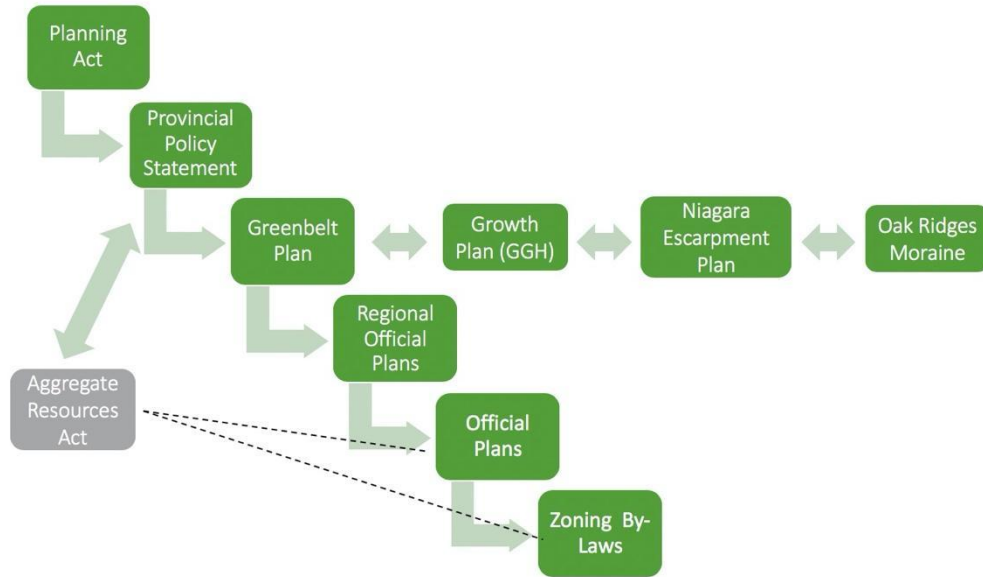 Planning
Act
Provincial
Policy
Statement
Greenbelt
Plan
Growth
Plan (GGH)
Niagara
Escarpment
Plan
Oak Ridges
Moraine
Regional
Official
Plans
Aggregate
Resources
Act
Official
Plans
Zoning By-
Laws